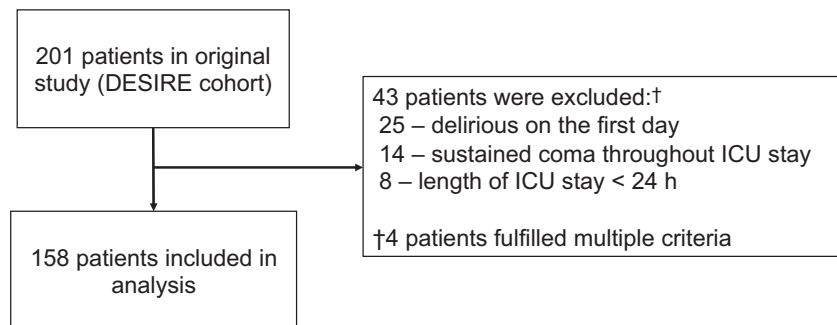 201 patients in original
study (DESIRE cohort)
43 patients were excluded:†
25 – delirious on the first day
14 – sustained coma throughout ICU stay
8 – length of ICU stay < 24 h
†4 patients fulfilled multiple criteria
158 patients included in
analysis